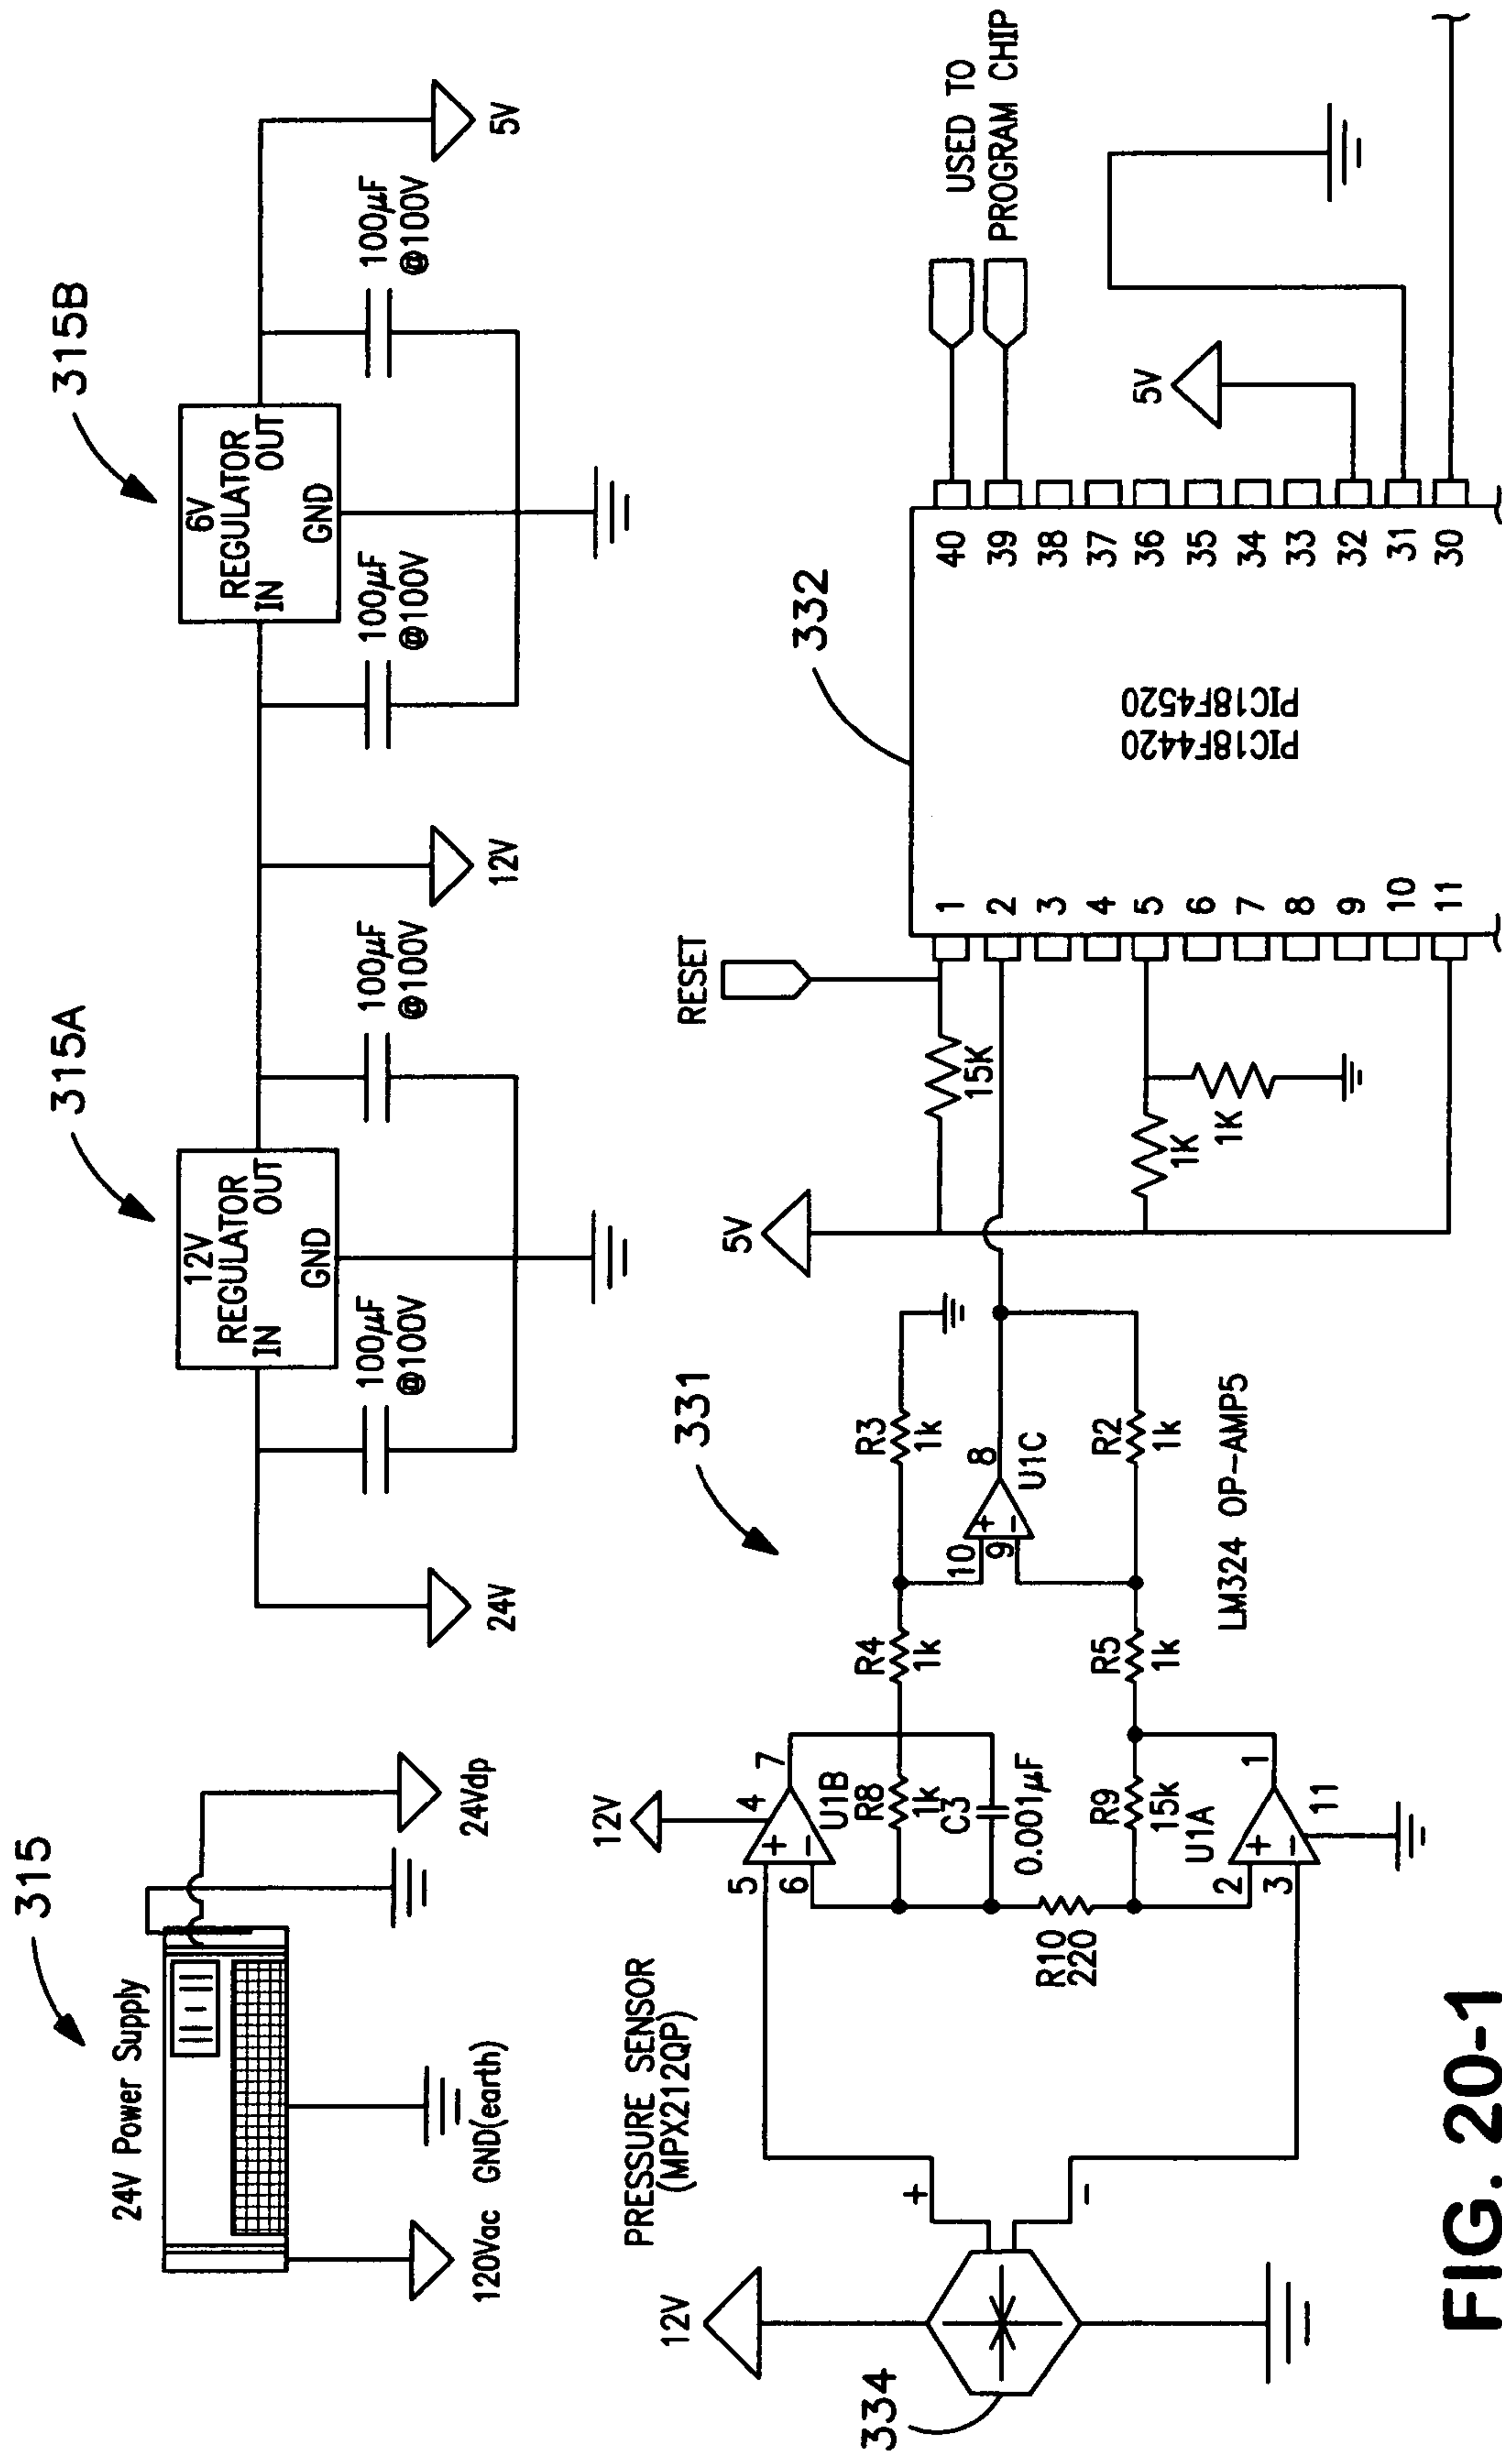 315
24V Power Supply
120Vac
GND(earth)
24Vdp
24V
315A
12V
REGULATOR
IN
OUT
GND
100µF
@100V
100µF
@100V
12V
315B
6V
REGULATOR
IN
OUT
GND
100µF
@100V
100µF
@100V
5V
334
12V
PRESSURE SENSOR
(MPX212QP)
+
-
12V
5
6
+
-
4
7
U1B
R8
1k
C3
0.001µF
R10
220
R9
15k
U1A
2
3
+
-
1
11
331
R4
1k
R3
1k
10
9
+
-
8
U1C
R5
1k
R2
1k
LM324 OP-AMP5
5V
RESET
15K
1K
1K
332
1
2
3
4
5
6
7
8
9
10
11
PIC18F4420
PIC18F4520
40
39
38
37
36
35
34
33
32
31
30
USED TO
PROGRAM CHIP
5V
FIG. 20-1